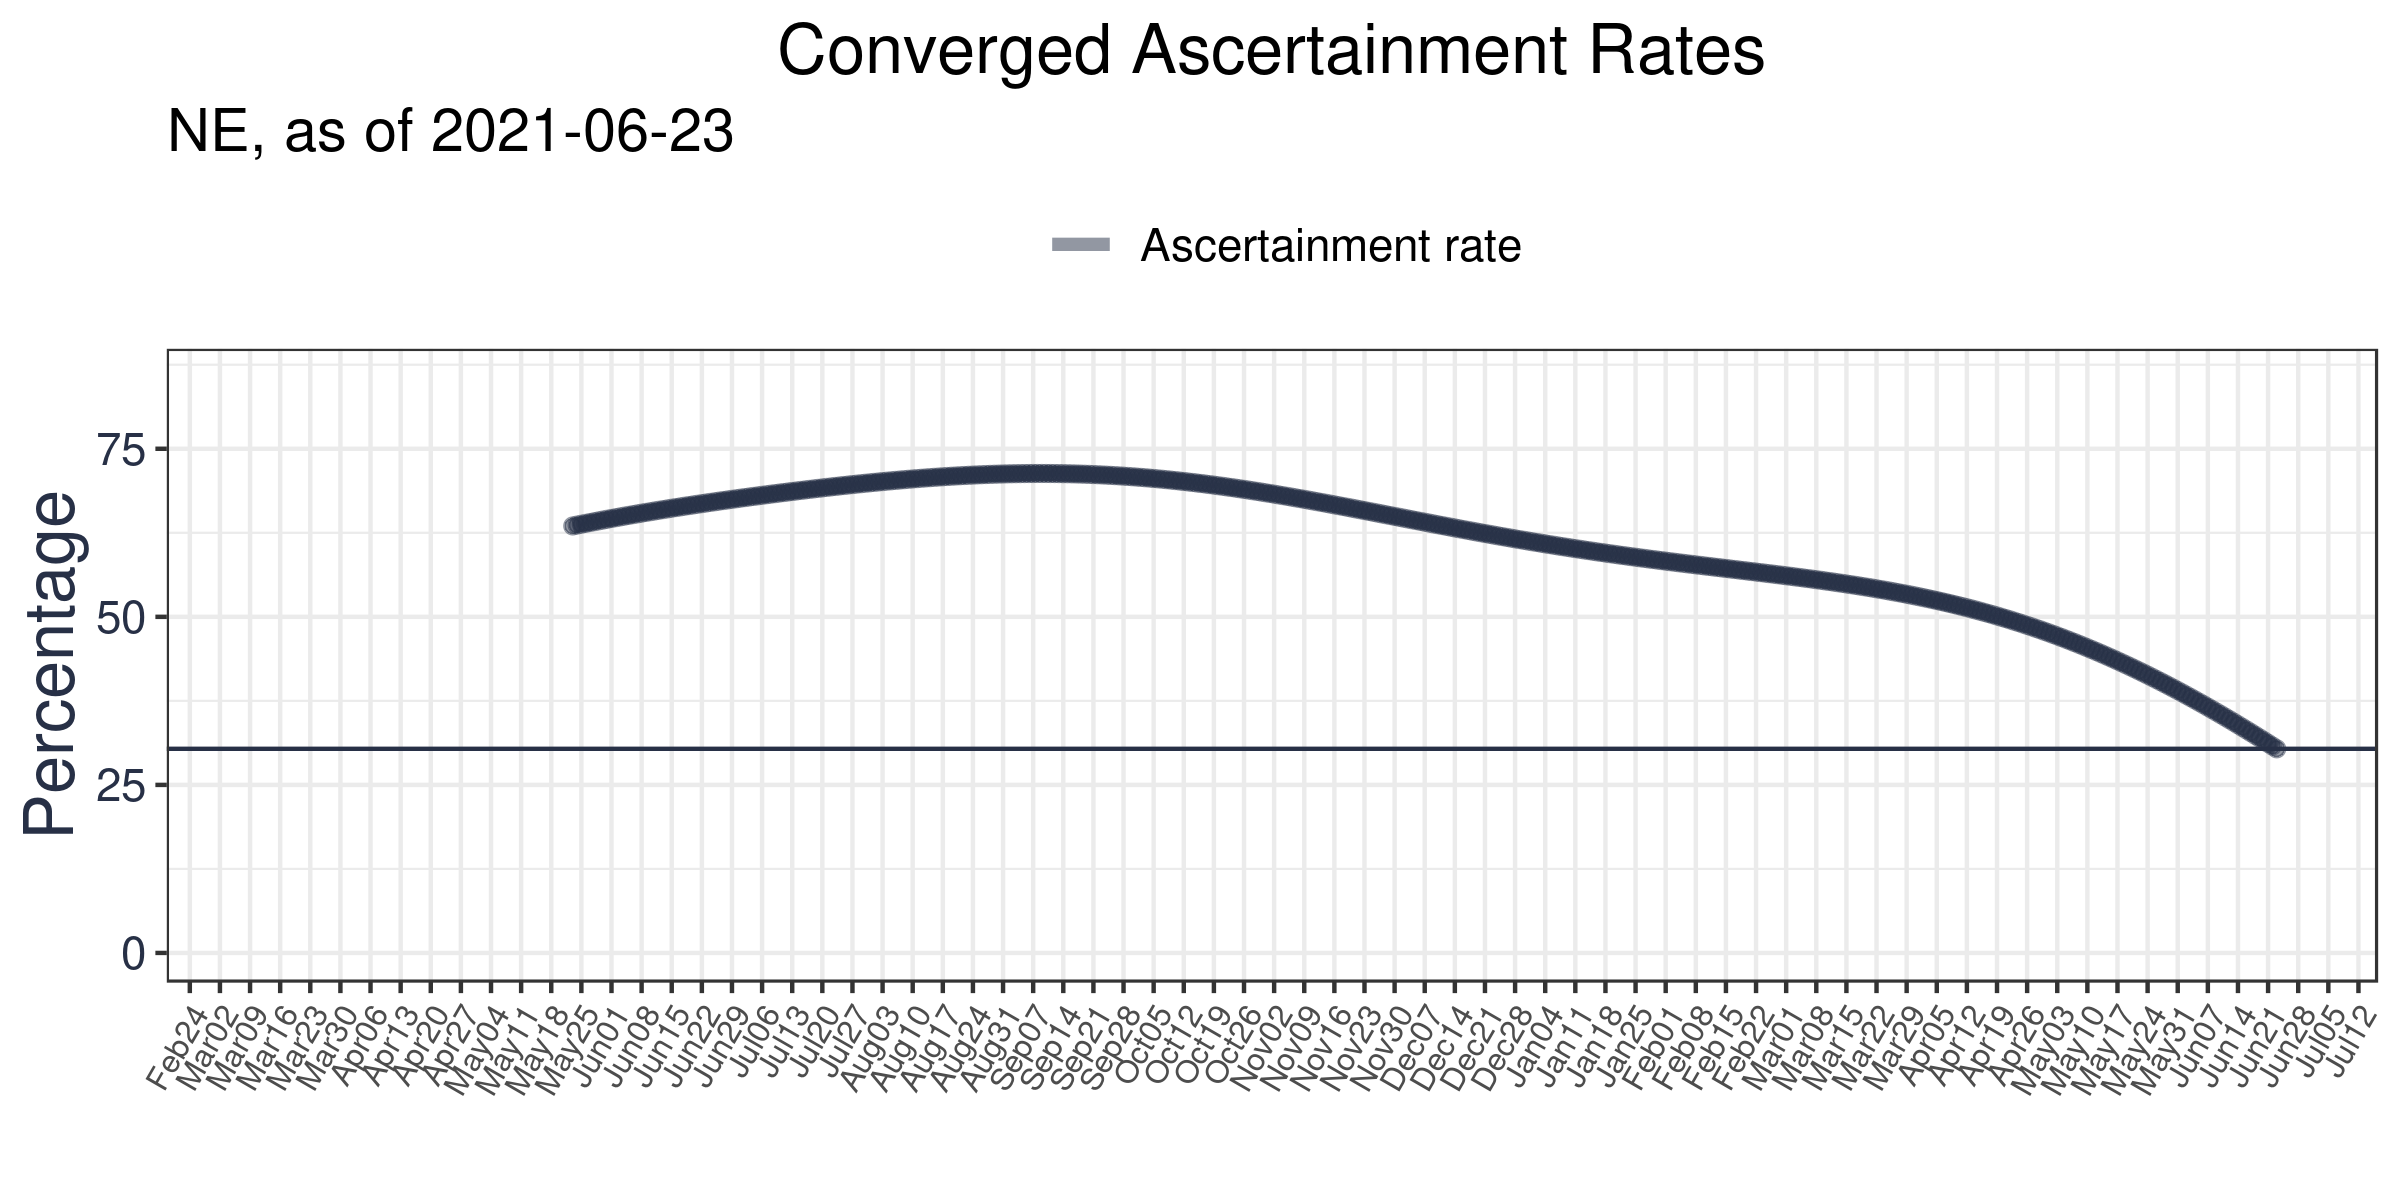 Converged Ascertainment Rates
NE, as of 2021-06-23
Ascertainment rate
Percentage
75
50
25
0
Feb24
Mar02
Mar09
Mar16
Mar23
Mar30
Apr06
Apr13
Apr20
Apr27
May04
May11
May18
May25
Jun01
Jun08
Jun15
Jun22
Jun29
Jul06
Jul13
Jul20
Jul27
Aug03
Aug10
Aug17
Aug24
Aug31
Sep07
Sep14
Sep21
Sep28
Oct05
Oct12
Oct19
Oct26
Nov02
Nov09
Nov16
Nov23
Nov30
Dec07
Dec14
Dec21
Dec28
Jan04
Jan11
Jan18
Jan25
Feb01
Feb08
Feb15
Feb22
Mar01
Mar08
Mar15
Mar22
Mar29
Apr05
Apr12
Apr19
Apr26
May03
May10
May17
May24
May31
Jun07
Jun14
Jun21
Jun28
Jul05
Jul12